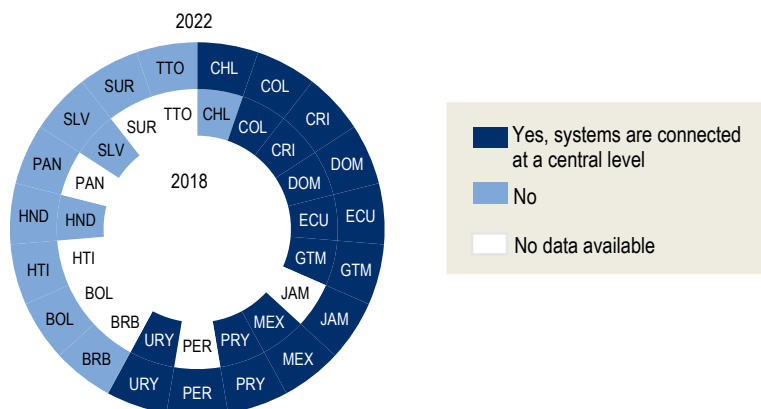 2022
TTO
CHL
COL
CRI
DOM
ECU
GTM
JAM
MEX
PRY
PER
URY
BRB
BOL
HTI
HND
PAN
SLV
SUR
2018
TTO
CHL
COL
CRI
DOM
ECU
GTM
JAM
MEX
PRY
PER
URY
BRB
BOL
HTI
HND
PAN
SLV
SUR
Yes, systems are connected
at a central level
No
No data available